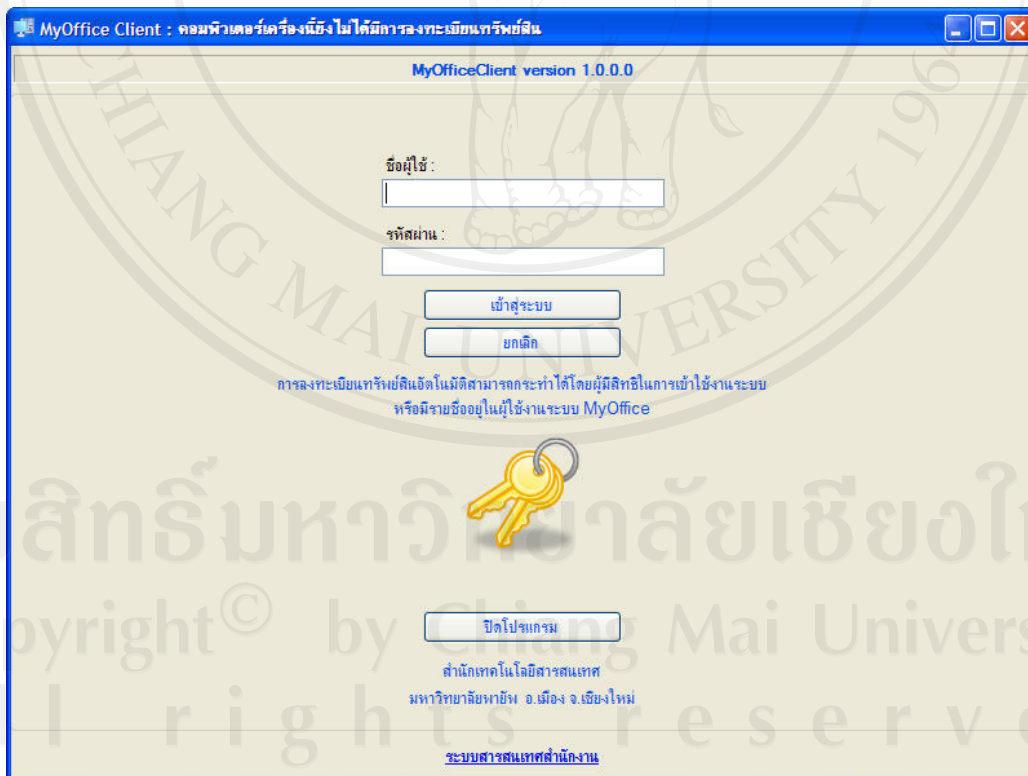 MyOffice Client : คอมพิวเตอร์เครื่องนี้ยังไม่ได้มีการลงทะเบียนทรัพย์สิน
MyOfficeClient version 1.0.0.0
ชื่อผู้ใช้ :
รหัสผ่าน :
เข้าสู่ระบบ
ยกเลิก
การลงทะเบียนทรัพย์สินอัตโนมัติสามารถกระทำได้โดยผู้มีสิทธิในการเข้าใช้งานระบบ
หรือมีรายชื่ออยู่ในผู้ใช้งานระบบ MyOffice
ปิดโปรแกรม
สำนักเทคโนโลยีสารสนเทศ
มหาวิทยาลัยพายัพ อ.เมือง จ.เชียงใหม่
ระบบสารสนเทศสำนักงาน
CHIANG MAI UNIVERSITY 1964
by Chiang Mai
rights